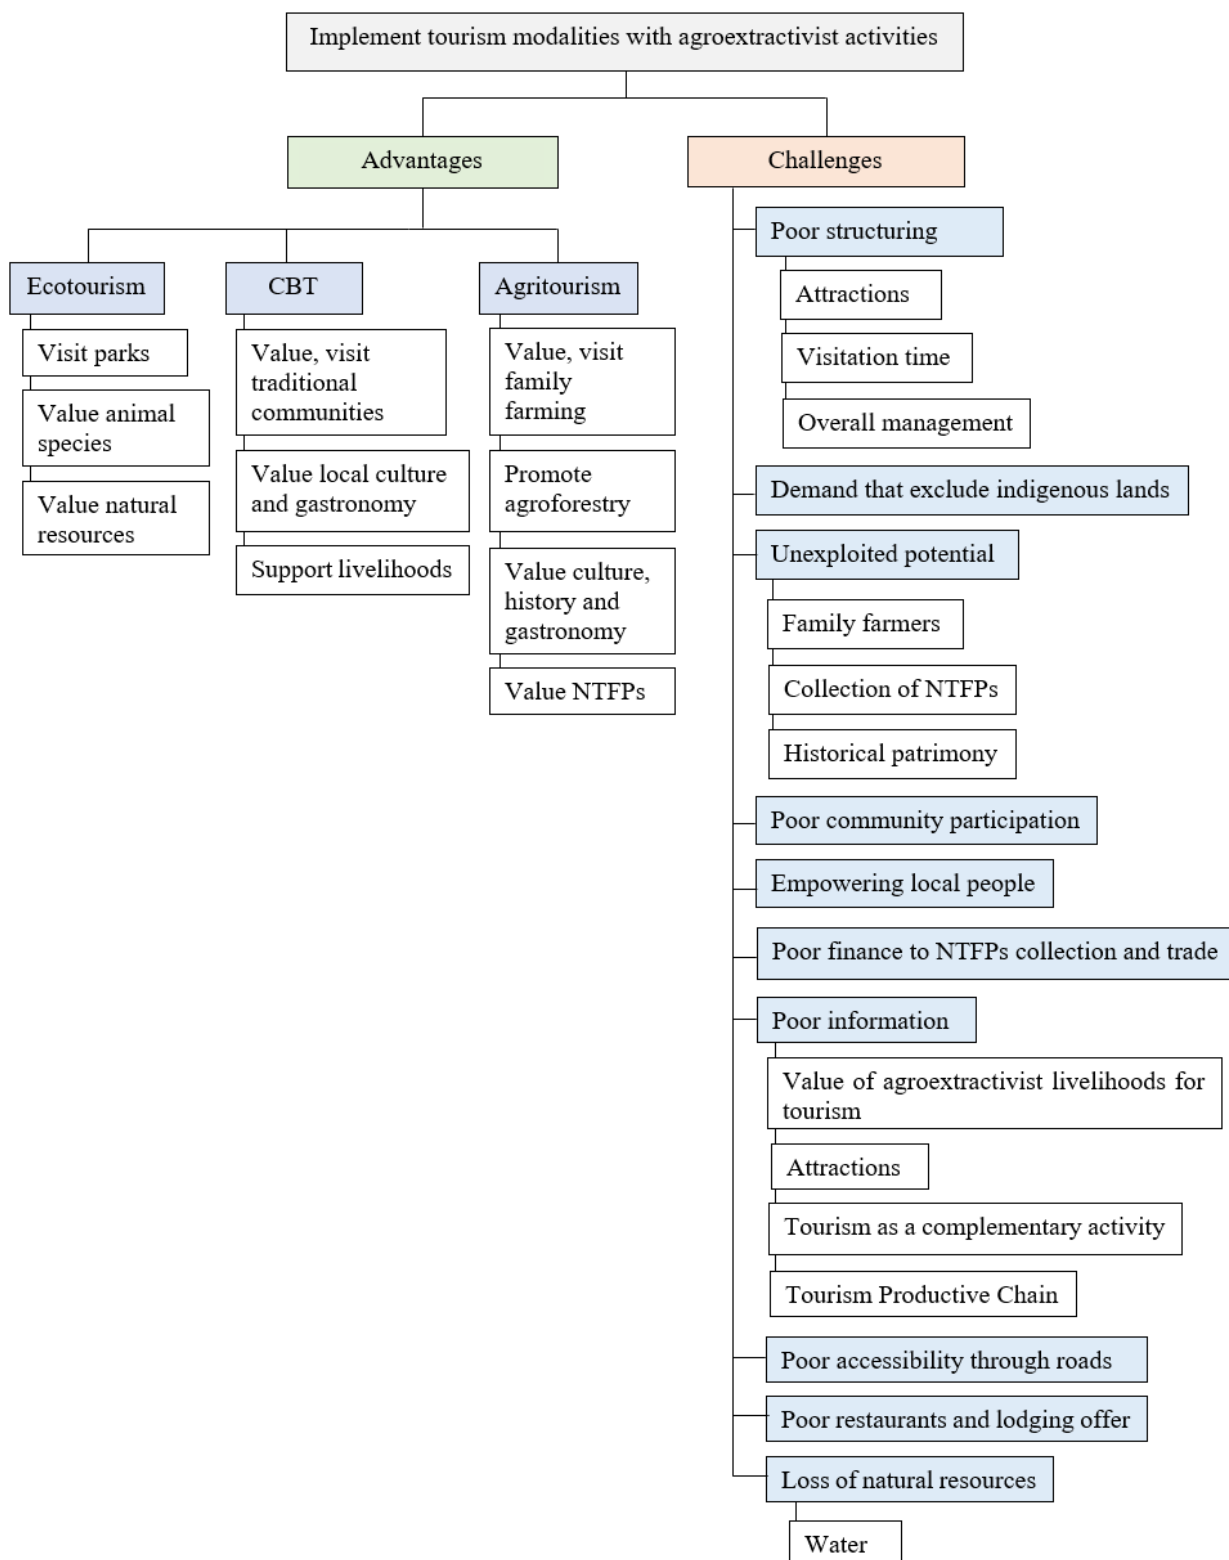 Implement tourism modalities with agroextractivist activities
Advantages
Challenges
Ecotourism
Visit parks
Value animal
species
Value natural
resources
CBT
Value, visit
traditional
communities
Value local culture
and gastronomy
Support livelihoods
Agritourism
Value, visit
family
farming
Promote
agroforestry
Value culture,
history and
gastronomy
Value NTFPs
Poor structuring
Attractions
Visitation time
Overall management
Demand that exclude indigenous lands
Unexploited potential
Family farmers
Collection of NTFPs
Historical patrimony
Poor community participation
Empowering local people
Poor finance to NTFPs collection and trade
Poor information
Value of agroextractivist livelihoods for
tourism
Attractions
Tourism as a complementary activity
Tourism Productive Chain
Poor accessibility through roads
Poor restaurants and lodging offer
Loss of natural resources
Water